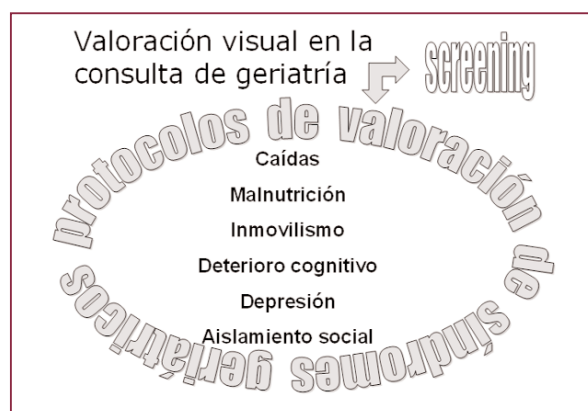 Valoración visual en la
consulta de geriatría
screening
protocolos de valoración de
síndromes geriátricos
Caídas
Malnutrición
Inmovilismo
Deterioro cognitivo
Depresión
Aislamiento social